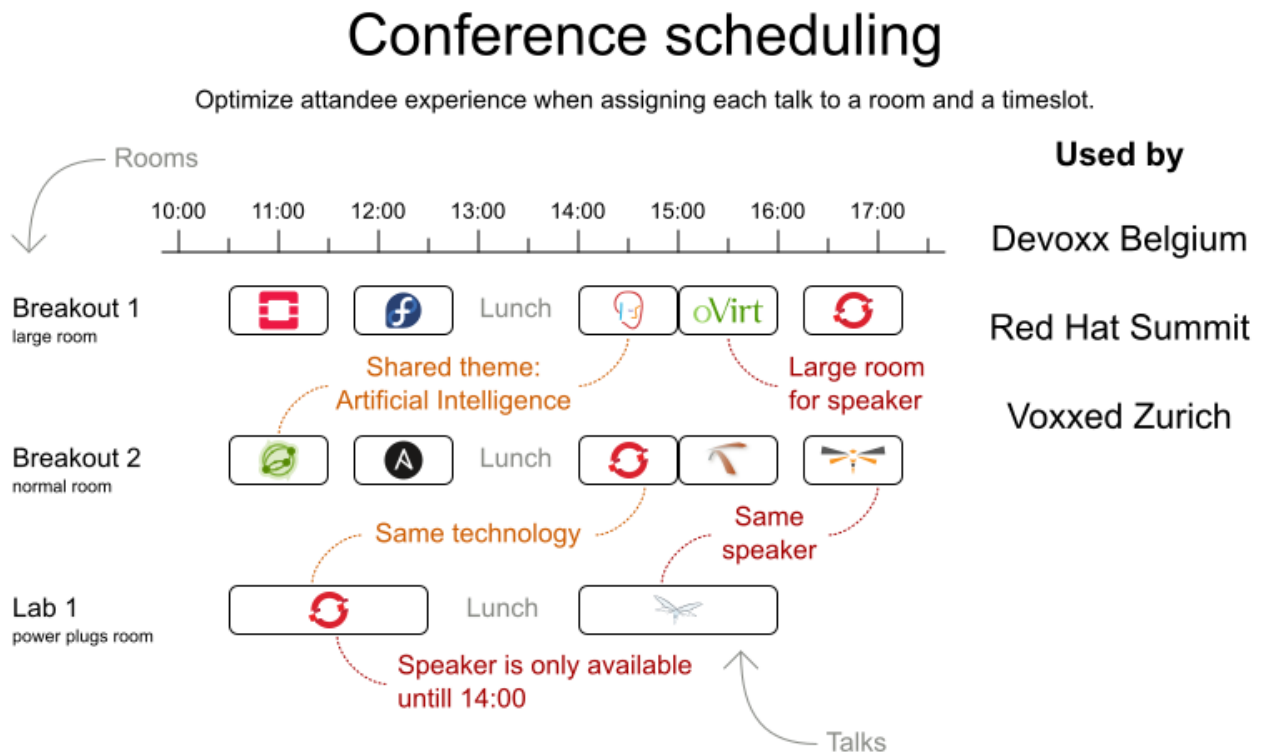 Conference scheduling
Optimize attandee experience when assigning each talk to a room and a timeslot.
Rooms
Used by
10:00 11:00 12:00 13:00 14:00 15:00 16:00 17:00
Devoxx Belgium
Breakout 1
large room
Lunch
oVirt
Red Hat Summit
Shared theme:
Artificial Intelligence
Large room
for speaker
Voxxed Zurich
Breakout 2
normal room
Lunch
Same technology
Same
speaker
Lab 1
power plugs room
Lunch
Speaker is only available
untill 14:00
Talks